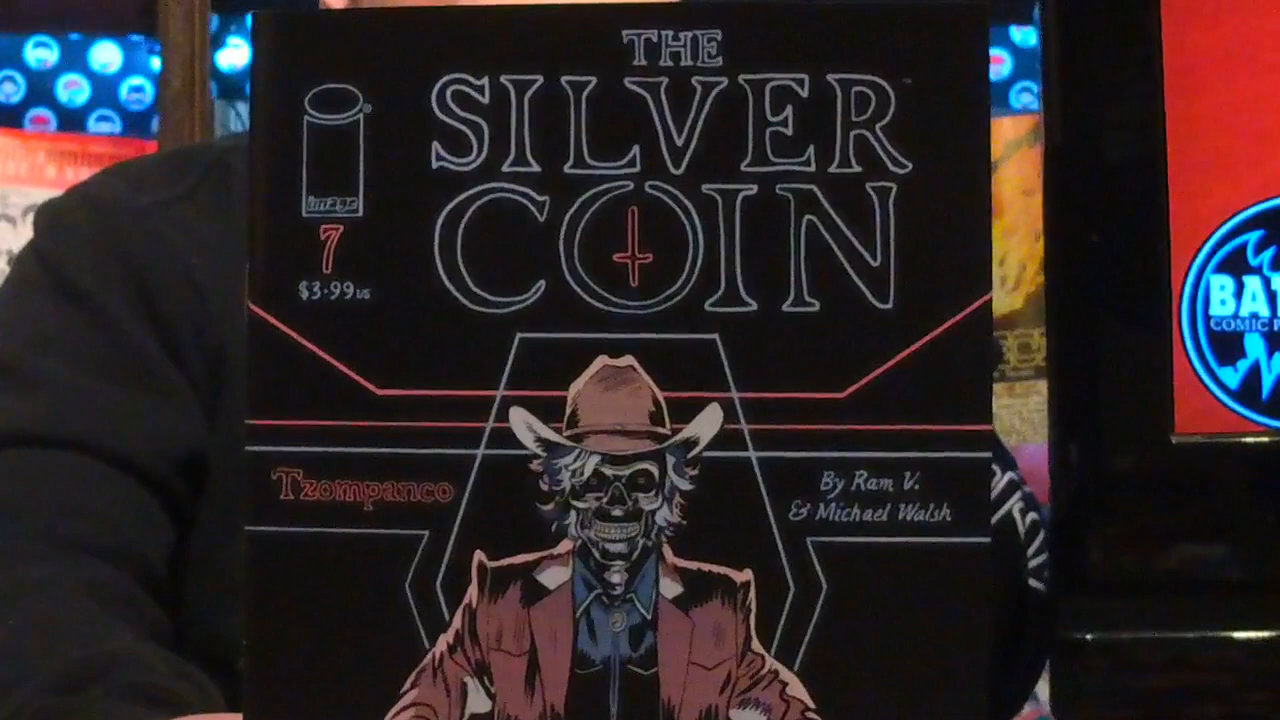 THE
SILVER
COIN
image
7
$3.99 US
Tzompanco
By Ram V.
& Michael Walsh
BAT
COMIC